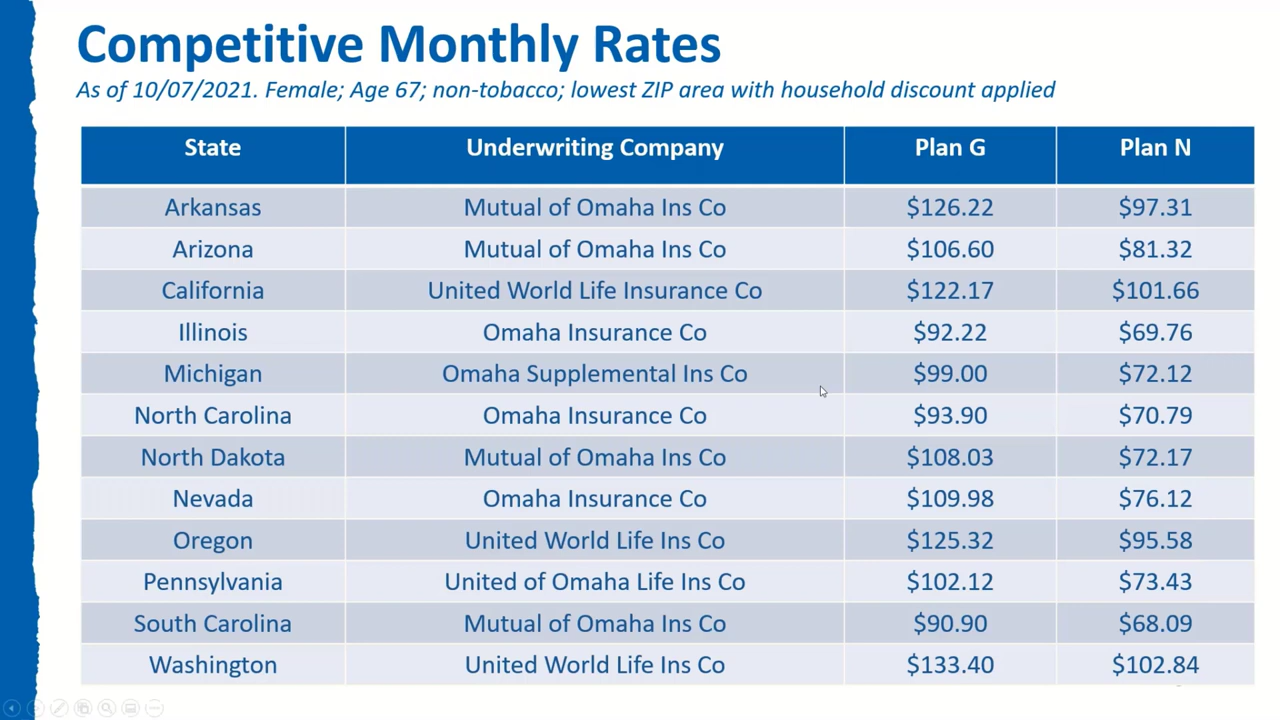 Competitive Monthly Rates
As of 10/07/2021. Female; Age 67; non-tobacco; lowest ZIP area with household discount applied
State Underwriting Company Plan G Plan N
Arkansas Mutual of Omaha Ins Co $126.22 $97.31
Arizona Mutual of Omaha Ins Co $106.60 $81.32
California United World Life Insurance Co $122.17 $101.66
Illinois Omaha Insurance Co $92.22 $69.76
Michigan Omaha Supplemental Ins Co $99.00 $72.12
North Carolina Omaha Insurance Co $93.90 $70.79
North Dakota Mutual of Omaha Ins Co $108.03 $72.17
Nevada Omaha Insurance Co $109.98 $76.12
Oregon United World Life Ins Co $125.32 $95.58
Pennsylvania United of Omaha Life Ins Co $102.12 $73.43
South Carolina Mutual of Omaha Ins Co $90.90 $68.09
Washington United World Life Ins Co $133.40 $102.84